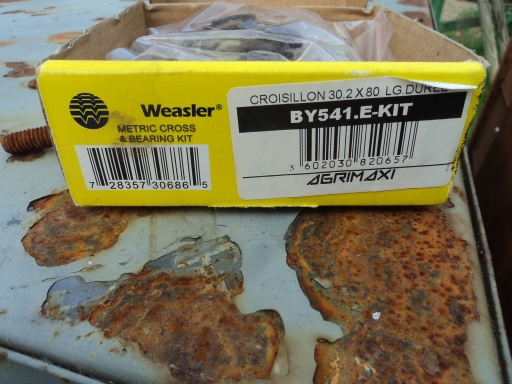 Weasler®
METRIC CROSS
& BEARING KIT
7 28357 30686 5
CROISILLON 30.2 X 80 LG.DUREE
BY541.E-KIT
3 602030 820657
AGRIMAXI